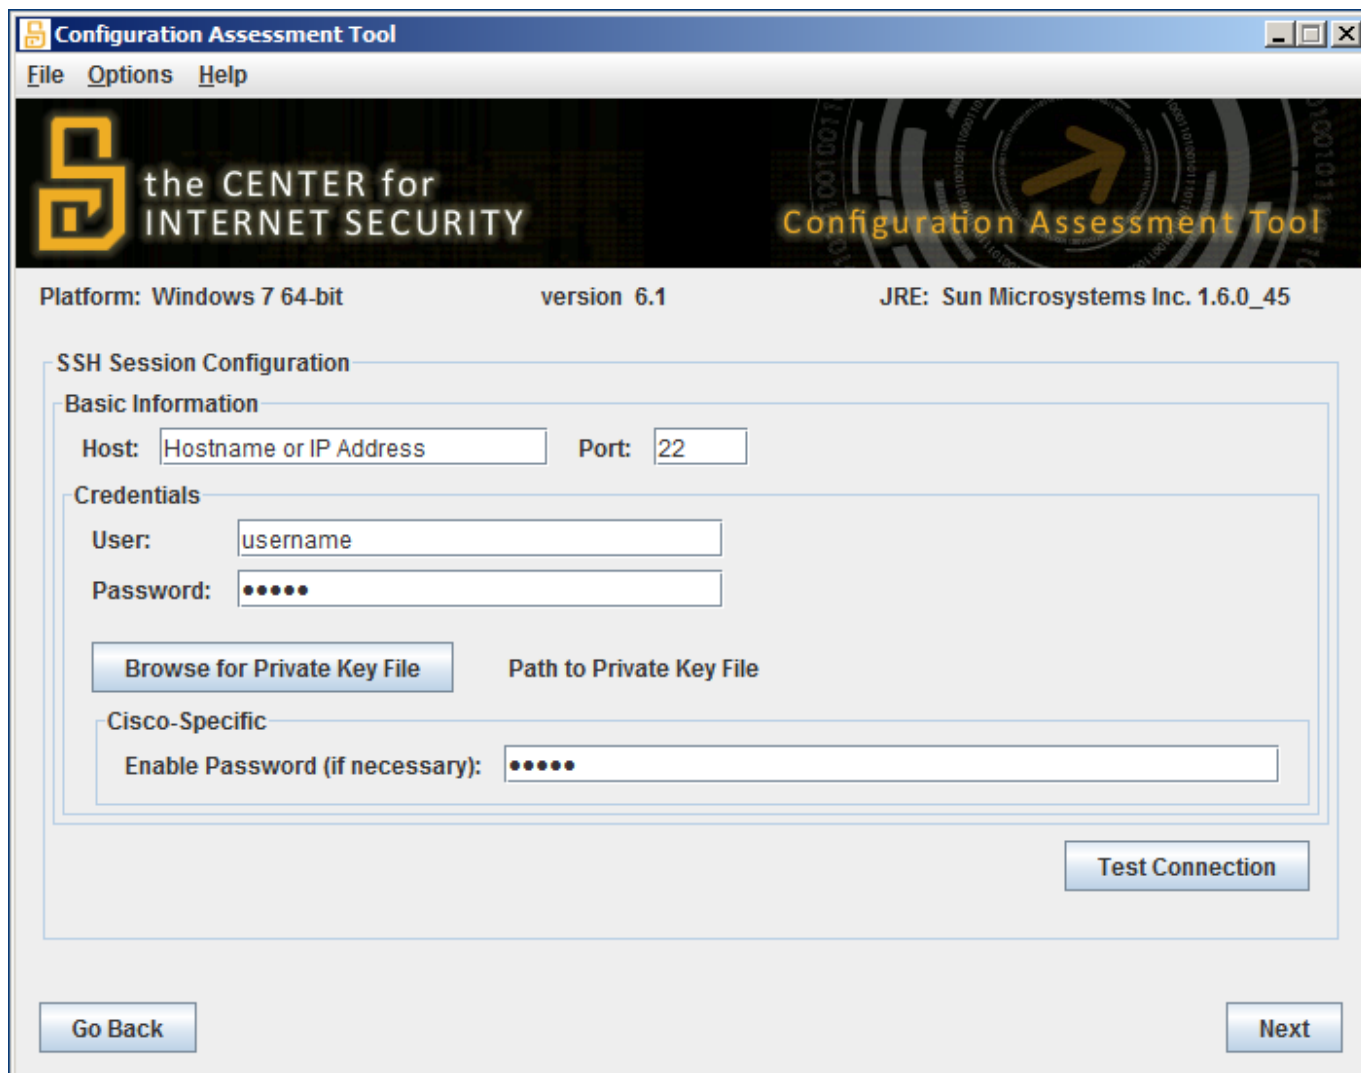 Configuration Assessment Tool
File Options Help
the CENTER for
INTERNET SECURITY
Configuration Assessment Tool
Platform: Windows 7 64-bit version 6.1 JRE: Sun Microsystems Inc. 1.6.0_45
SSH Session Configuration
Basic Information
Host: Hostname or IP Address Port: 22
Credentials
User: username
Password: •••••
Browse for Private Key File Path to Private Key File
Cisco-Specific
Enable Password (if necessary): •••••
Test Connection
Go Back Next